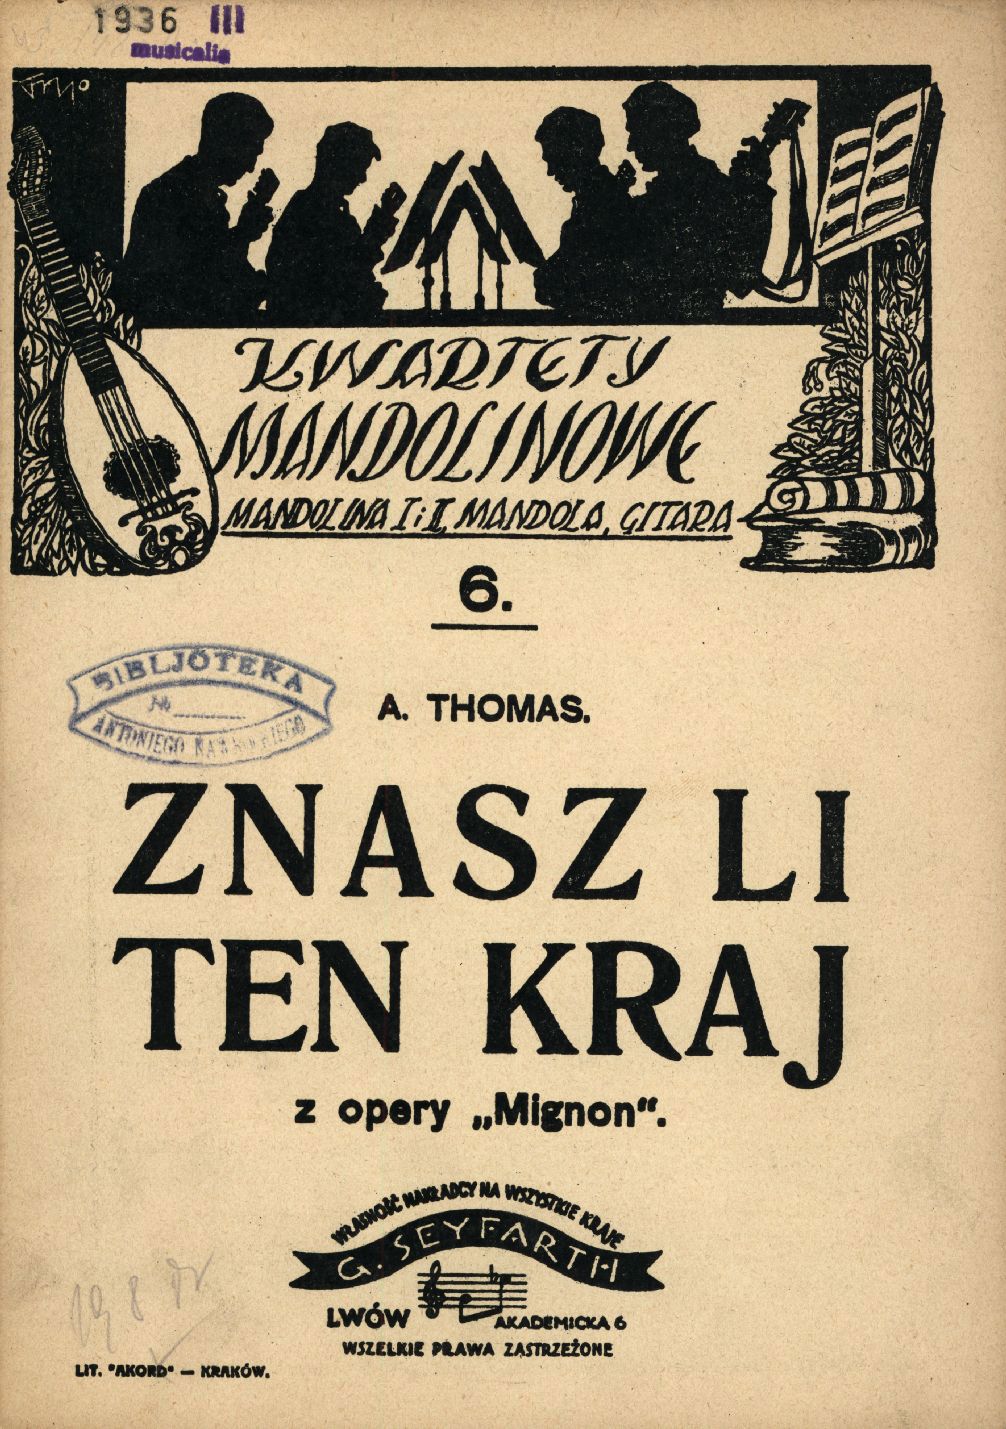 1936 III
musicalia
KWARTETY
MANDOLINOWE
MANDOLINA I i II, MANDOLA, GITARA
6.
BIBLJOTEKA
№
ANTONIEGO
A. THOMAS.
ZNASZ LI
TEN KRAJ
z opery „Mignon“.
WŁASNOŚĆ NAKŁADCY NA WSZYSTKIE KRAJE
G. SEYFARTH
LWÓW AKADEMICKA 6
WSZELKIE PRAWA ZASTRZEŻONE
LIT. "AKORD" — KRAKÓW.